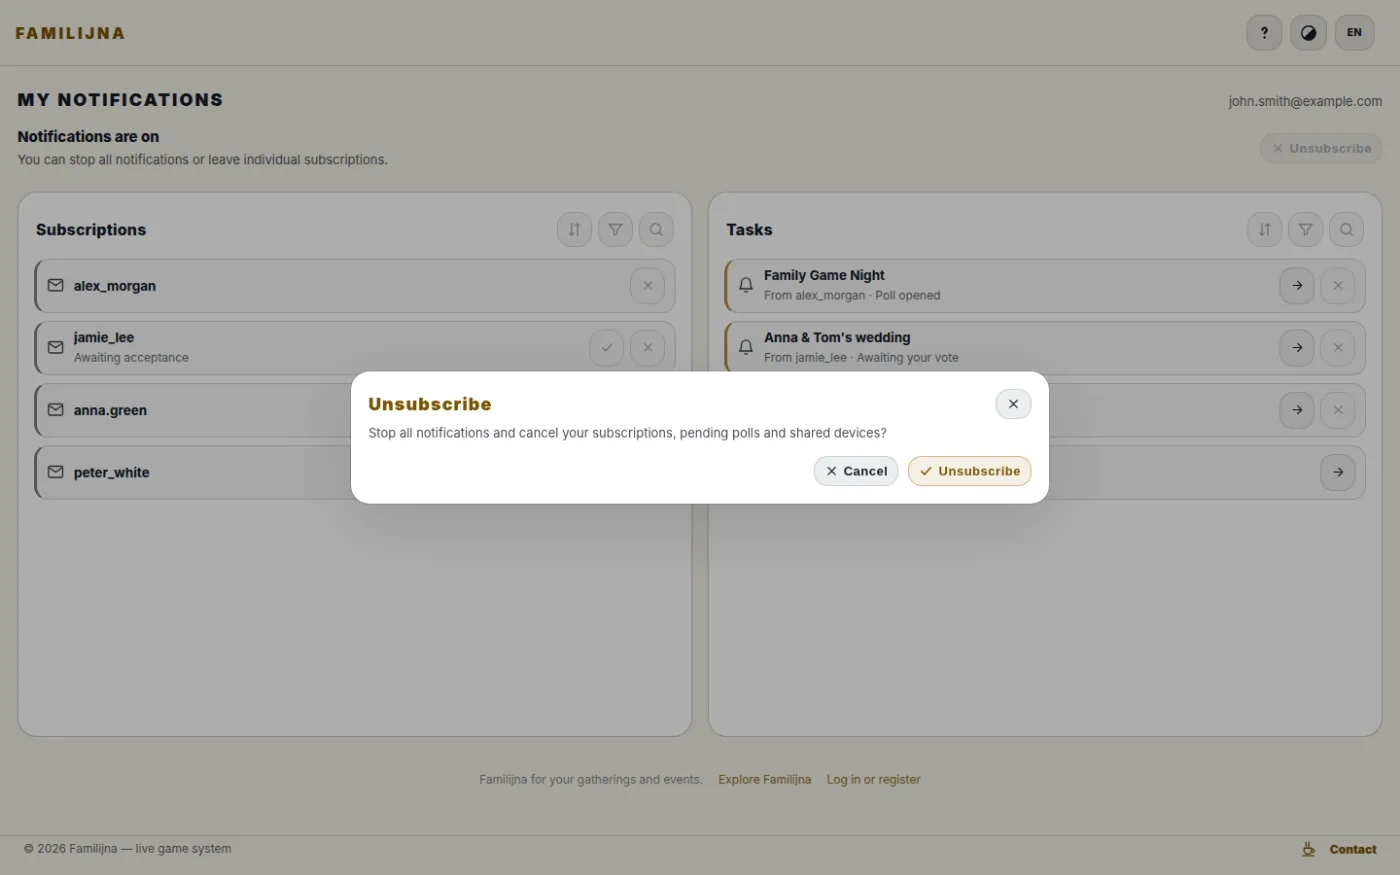 FAMILIJNA
?
EN
MY NOTIFICATIONS
john.smith@example.com
Notifications are on
You can stop all notifications or leave individual subscriptions.
Unsubscribe
Subscriptions
alex_morgan
jamie_lee
Awaiting acceptance
anna.green
peter_white
Tasks
Family Game Night
From alex_morgan · Poll opened
Anna & Tom's wedding
From jamie_lee · Awaiting your vote
Unsubscribe
Stop all notifications and cancel your subscriptions, pending polls and shared devices?
Cancel
Unsubscribe
Familijna for your gatherings and events. Explore Familijna Log in or register
© 2026 Familijna — live game system
Contact